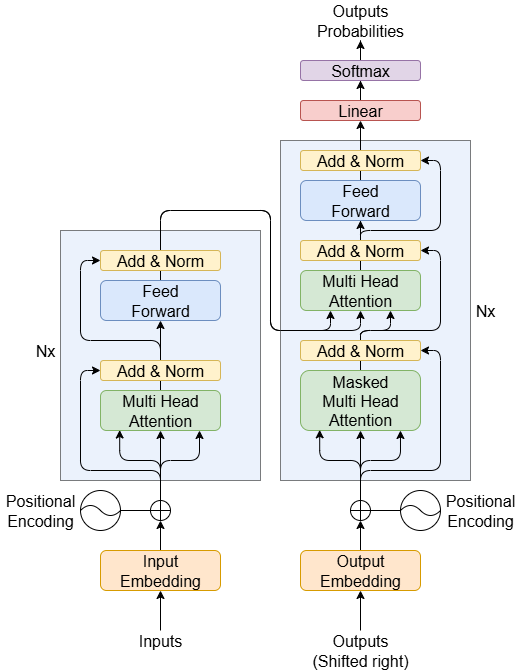 Outputs
Probabilities
Softmax
Linear
Add & Norm
Feed
Forward
Add & Norm
Multi Head
Attention
Nx
Add & Norm
Masked
Multi Head
Attention
Add & Norm
Feed
Forward
Nx
Add & Norm
Multi Head
Attention
Positional
Encoding
Positional
Encoding
Input
Embedding
Output
Embedding
Inputs
Outputs
(Shifted right)